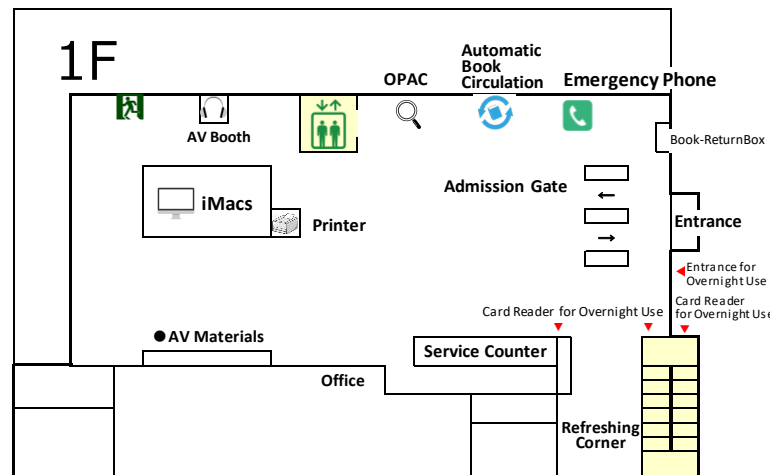 1F
Automatic
Book
Circulation
OPAC
Emergency Phone
AV Booth
Book-ReturnBox
Admission Gate
iMacs
Printer
Entrance
Entrance for
Overnight Use
Card Reader
for Overnight Use
Card Reader for Overnight Use
●AV Materials
Service Counter
Office
Refreshing
Corner